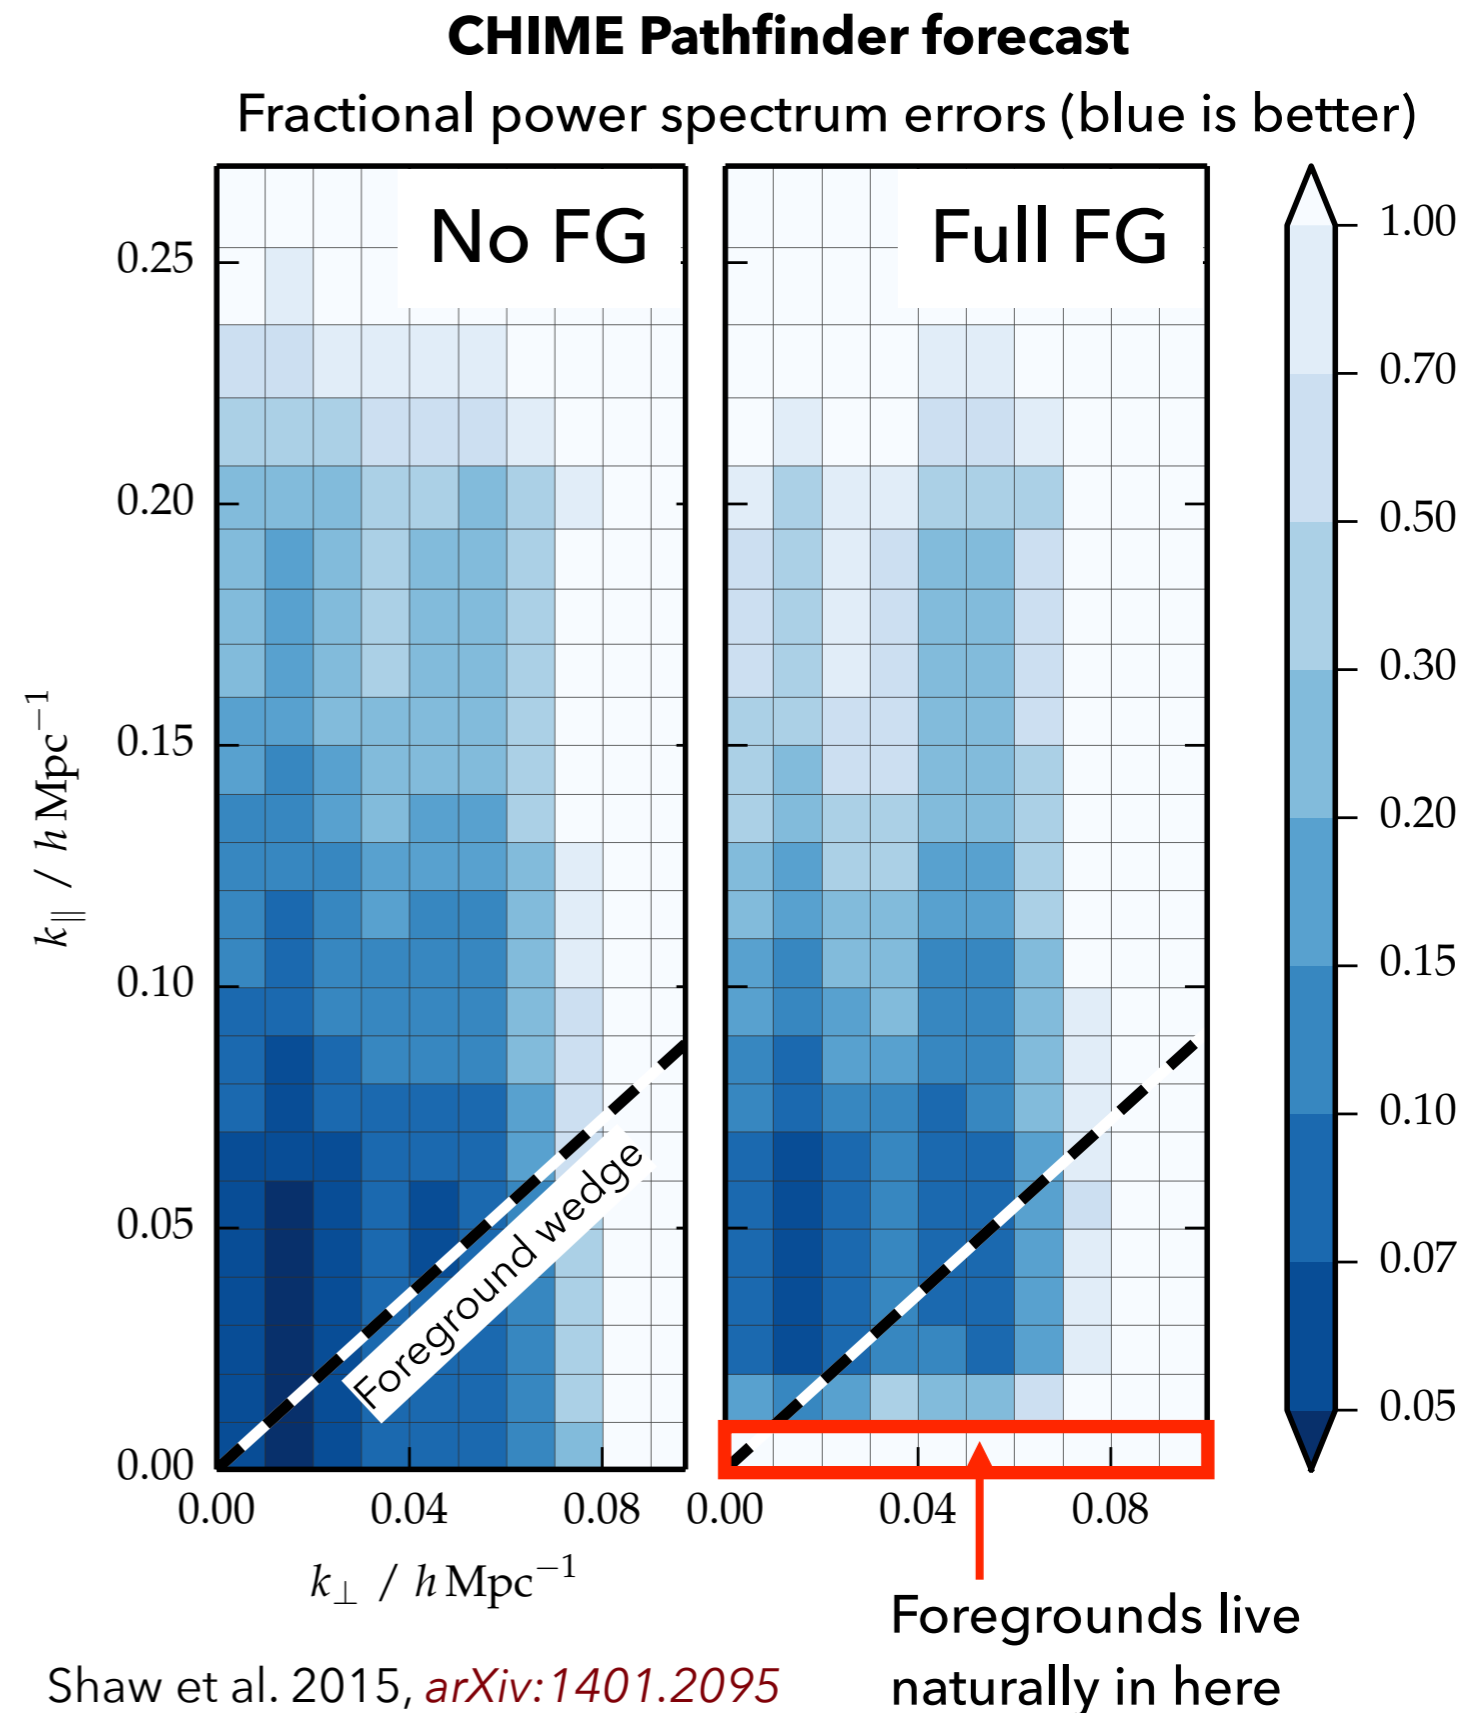 CHIME Pathfinder forecast
Fractional power spectrum errors (blue is better)
No FG
Full FG
0.25
0.20
0.15
0.10
0.05
0.00
k∥ / h Mpc⁻¹
Foreground wedge
1.00
0.70
0.50
0.30
0.20
0.15
0.10
0.07
0.05
0.00 0.04 0.08 0.00 0.04 0.08
k⊥ / h Mpc⁻¹
Foregrounds live
naturally in here
Shaw et al. 2015, arXiv:1401.2095